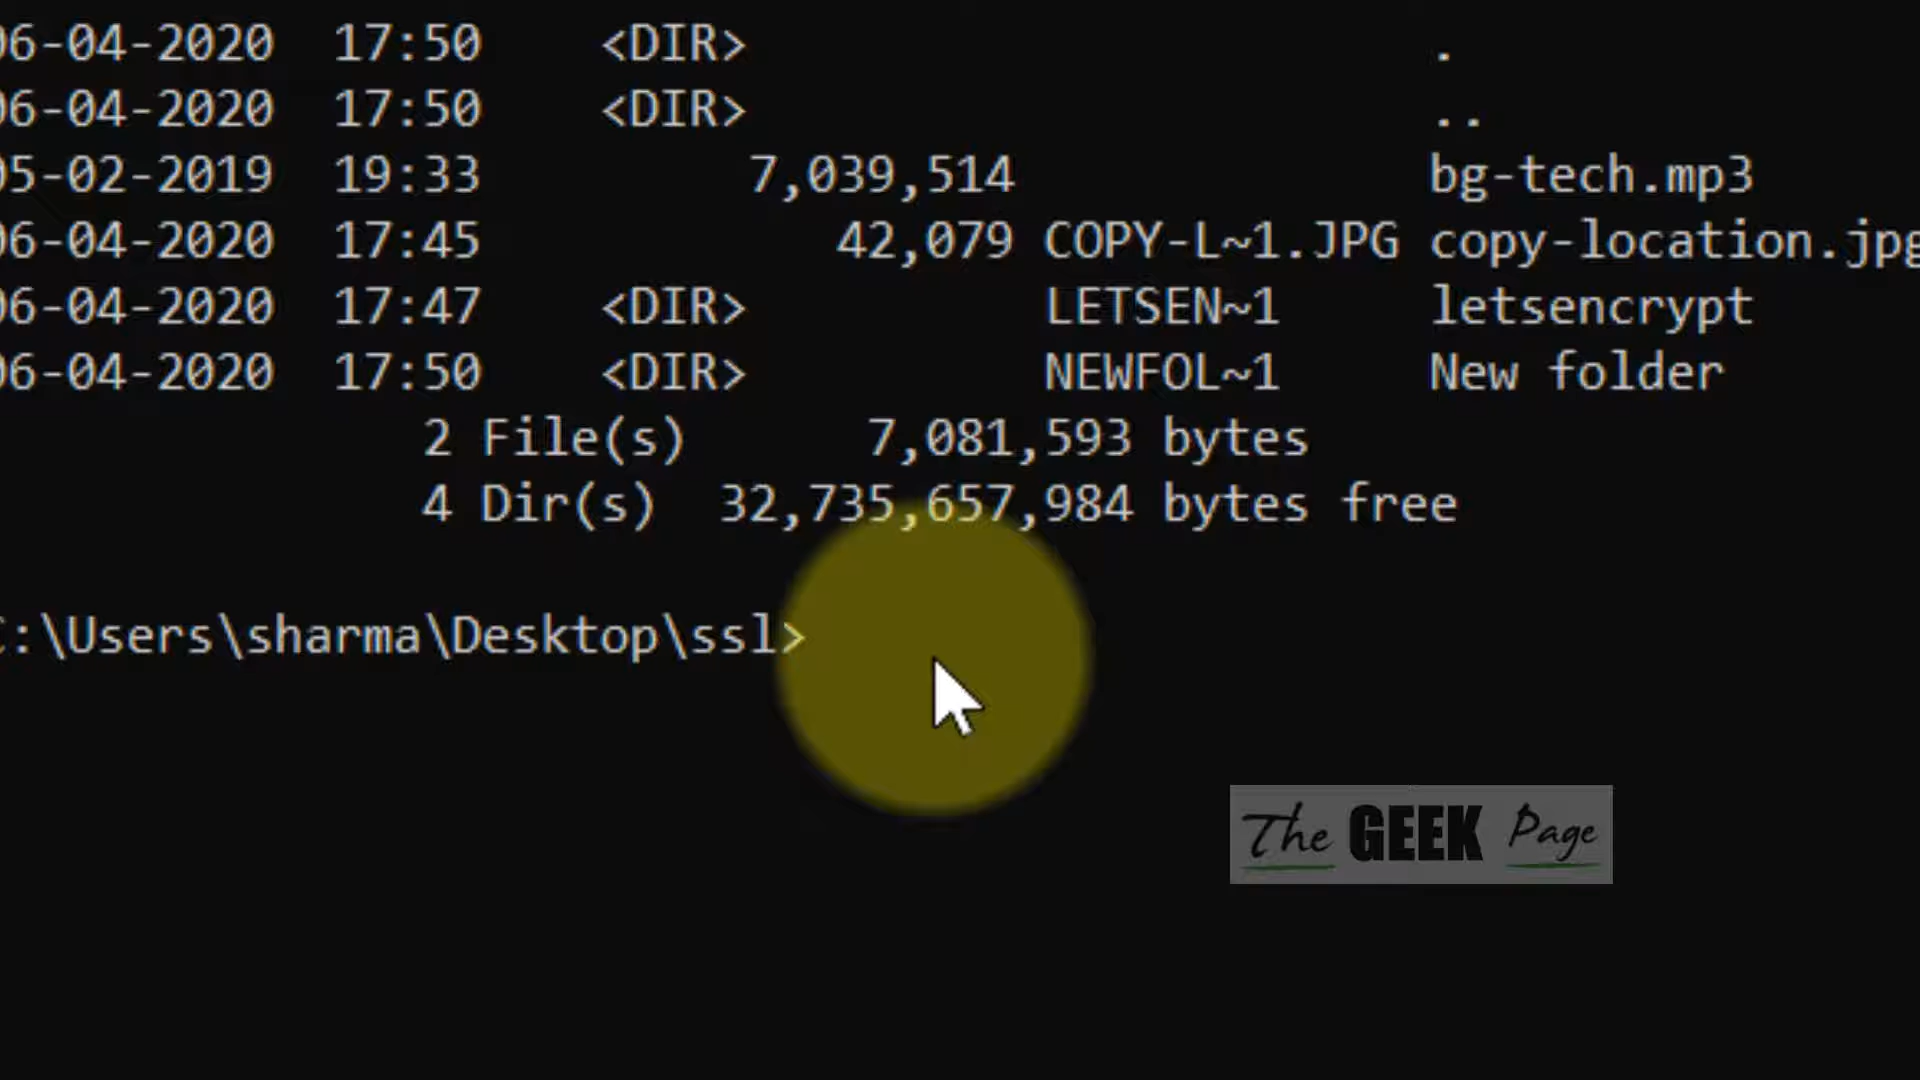 06-04-2020 17:50 <DIR> .
06-04-2020 17:50 <DIR> ..
05-02-2019 19:33 7,039,514 bg-tech.mp3
06-04-2020 17:45 42,079 COPY-L~1.JPG copy-location.jpg
06-04-2020 17:47 <DIR> LETSEN~1 letsencrypt
06-04-2020 17:50 <DIR> NEWFOL~1 New folder
2 File(s) 7,081,593 bytes
4 Dir(s) 32,735,657,984 bytes free
C:\Users\sharma\Desktop\ssl>
The GEEK Page